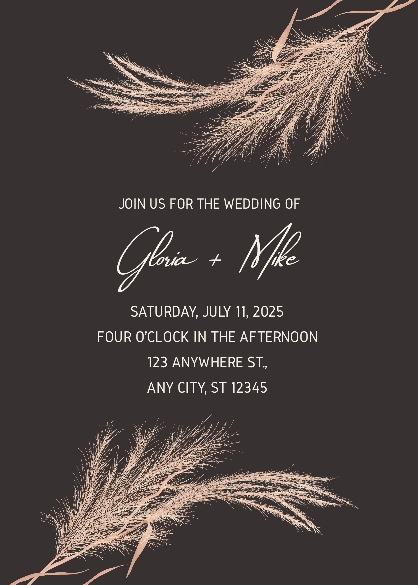 JOIN US FOR THE WEDDING OF
Gloria + Mike
SATURDAY, JULY 11, 2025
FOUR O'CLOCK IN THE AFTERNOON
123 ANYWHERE ST.,
ANY CITY, ST 12345